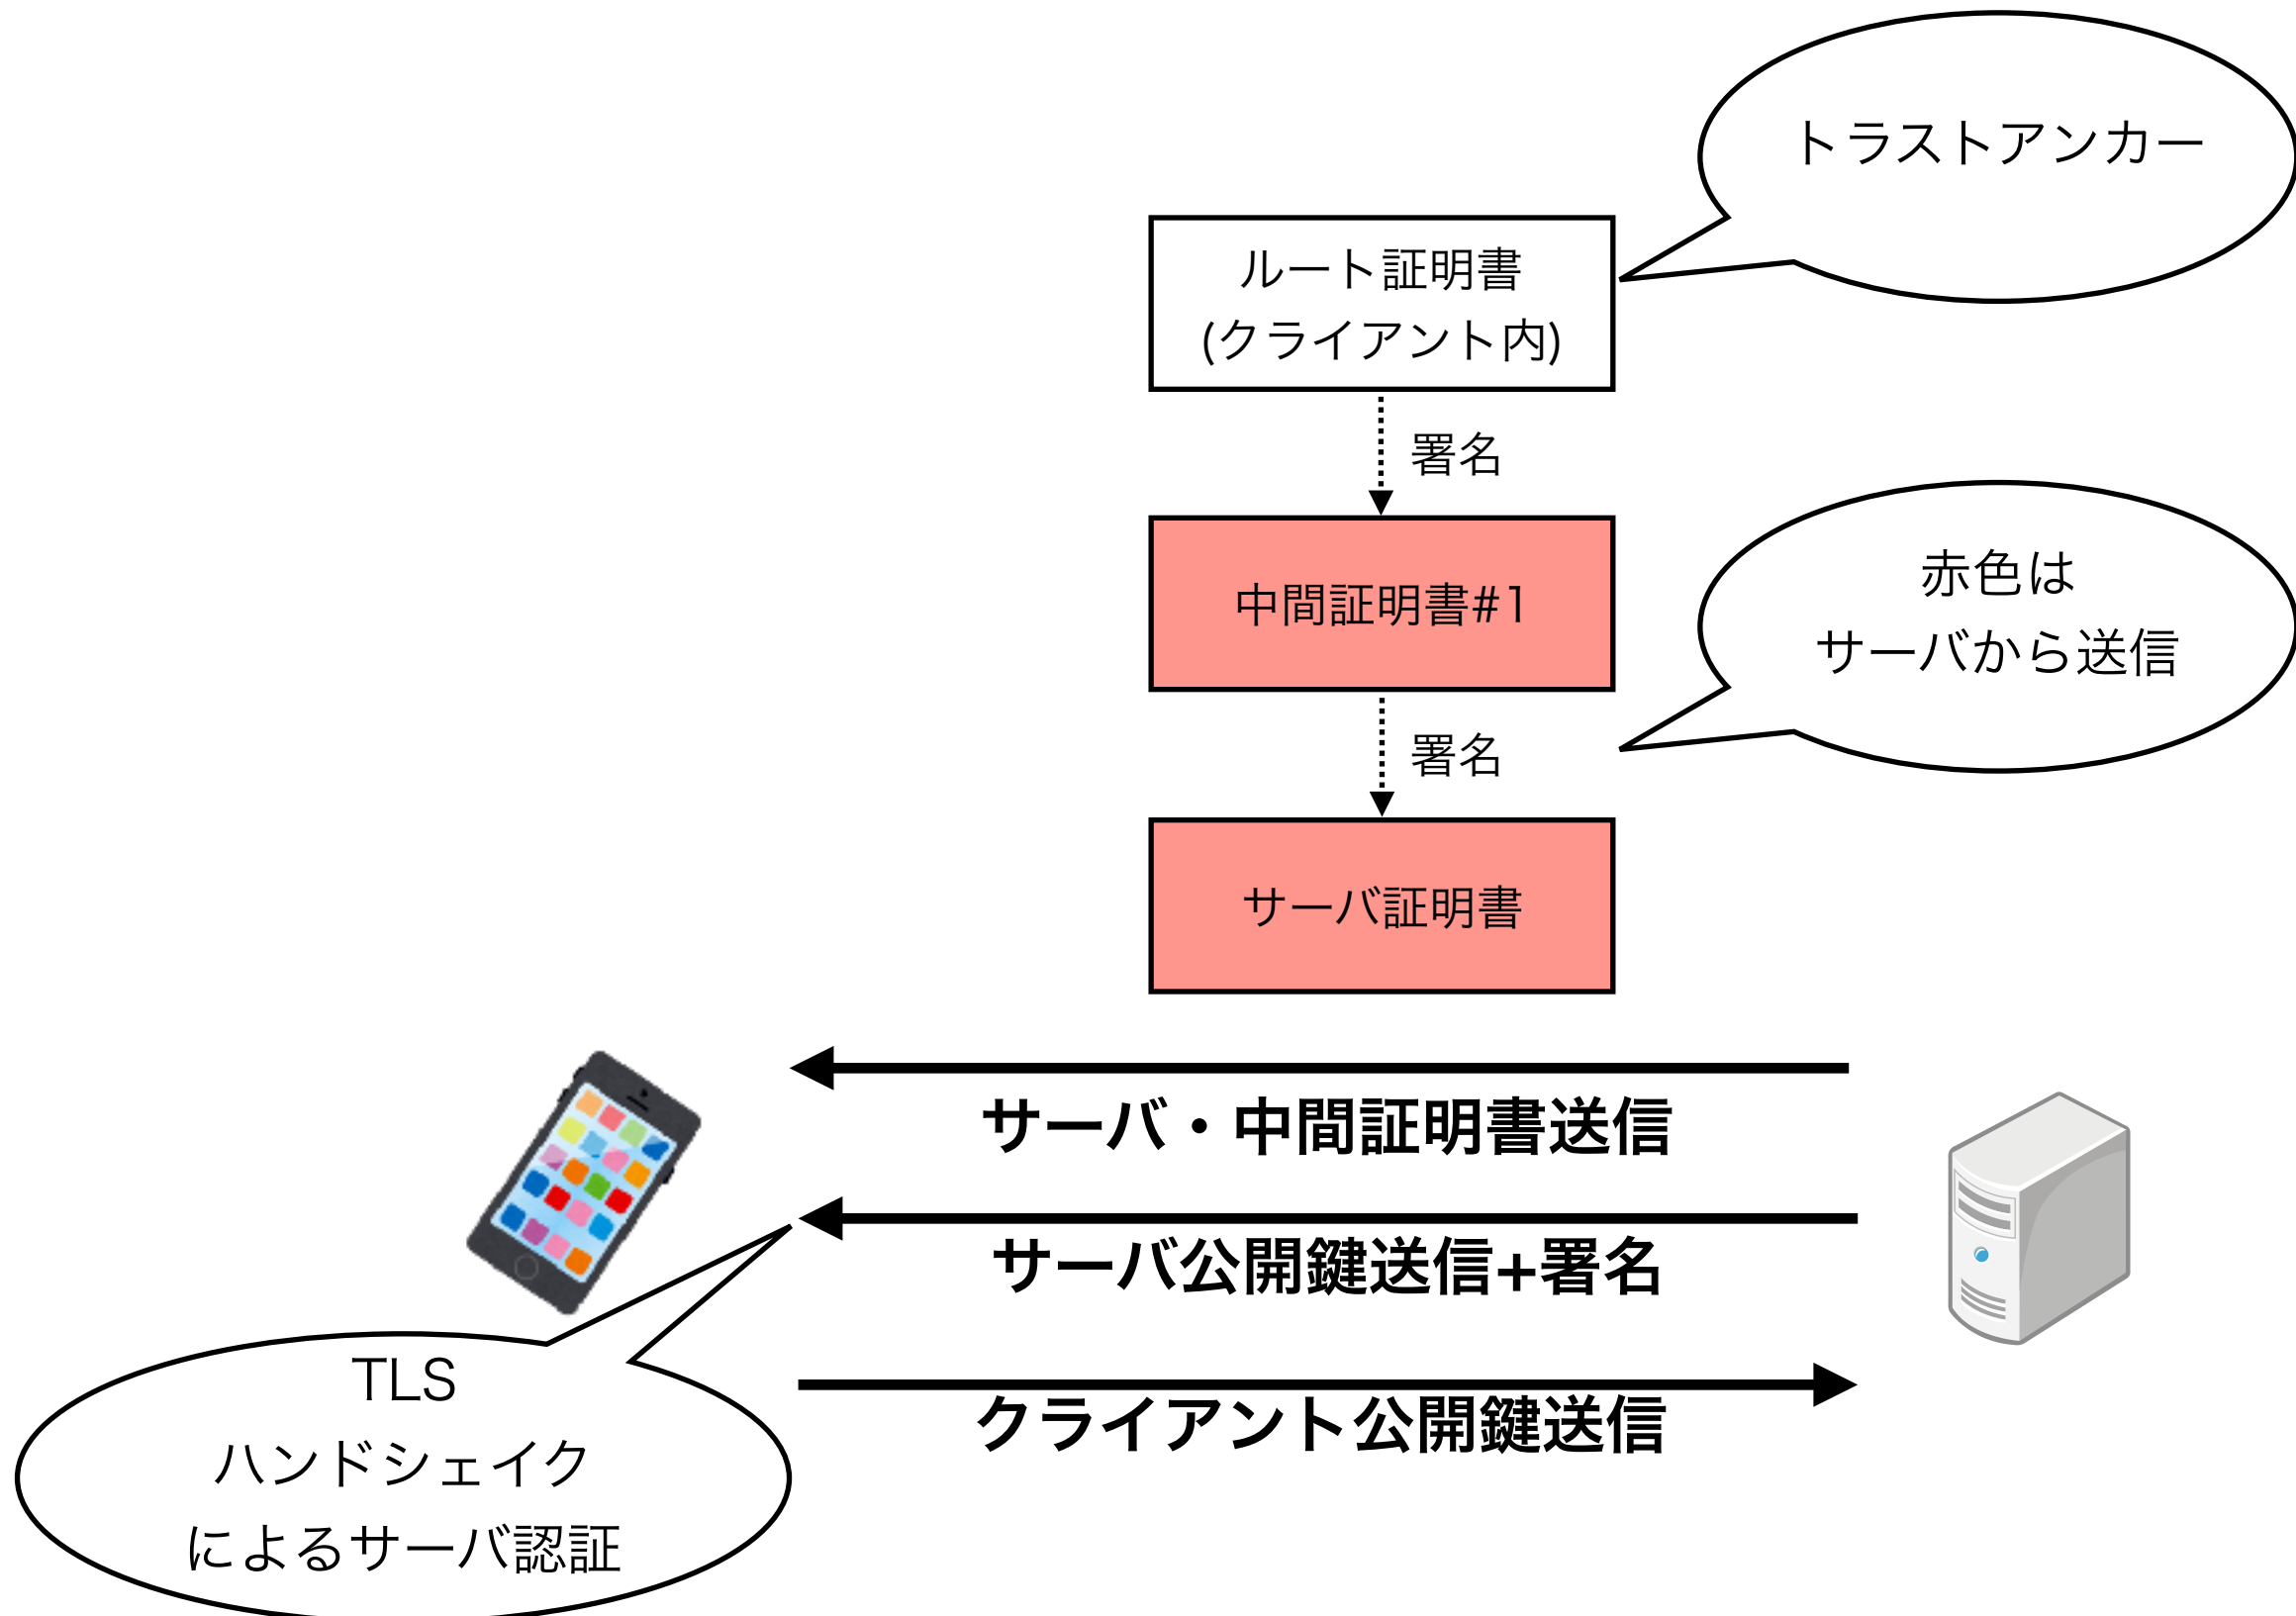 トラストアンカー
ルート証明書
(クライアント内)
署名
中間証明書#1
赤色は
サーバから送信
署名
サーバ証明書
サーバ・中間証明書送信
サーバ公開鍵送信+署名
クライアント公開鍵送信
TLS
ハンドシェイク
によるサーバ認証